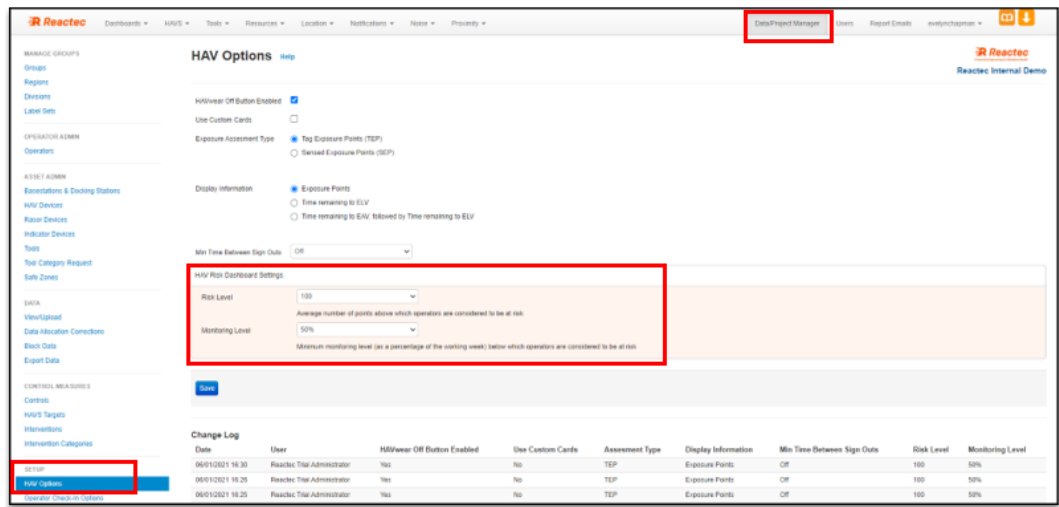 Reactec Dashboards HAVS Tools Resources Location Notifications Notes Proximity Data/Project Manager Users Report Emails evelynchapman
MANAGE GROUPS
Groups
Regions
Divisions
Label Sets
OPERATOR ADMIN
Operators
ASSET ADMIN
Basestations & Docking Stations
HAV Devices
Razor Devices
Indicator Devices
Tools
Tool Category Request
Safe Zones
DATA
View/Upload
Data Allocation Corrections
Block Data
Export Data
CONTROL MEASURES
Controls
HAVS Targets
Interventions
Intervention Categories
SETUP
HAV Options
Operator Check-in Options
HAV Options Help
Reactec
Reactec Internal Demo
HAVwear Off Button Enabled
Use Custom Cards
Exposure Assesment Type Tag Exposure Points (TEP)
Sensed Exposure Points (SEP)
Display Information Exposure Points
Time remaining to ELV
Time remaining to EAV, followed by Time remaining to ELV
Min Time Between Sign Outs Off
HAV Risk Dashboard Settings
Risk Level 100
Average number of points above which operators are considered to be at risk
Monitoring Level 50%
Minimum monitoring level (as a percentage of the working week) below which operators are considered to be at risk
Save
Change Log
Date User HAVwear Off Button Enabled Use Custom Cards Assesment Type Display Information Min Time Between Sign Outs Risk Level Monitoring Level
06/01/2021 16:30 Reactec Trial Administrator Yes No TEP Exposure Points Off 100 50%
06/01/2021 16:26 Reactec Trial Administrator Yes No TEP Exposure Points Off 100 50%
06/01/2021 16:25 Reactec Trial Administrator Yes No TEP Exposure Points Off 100 50%